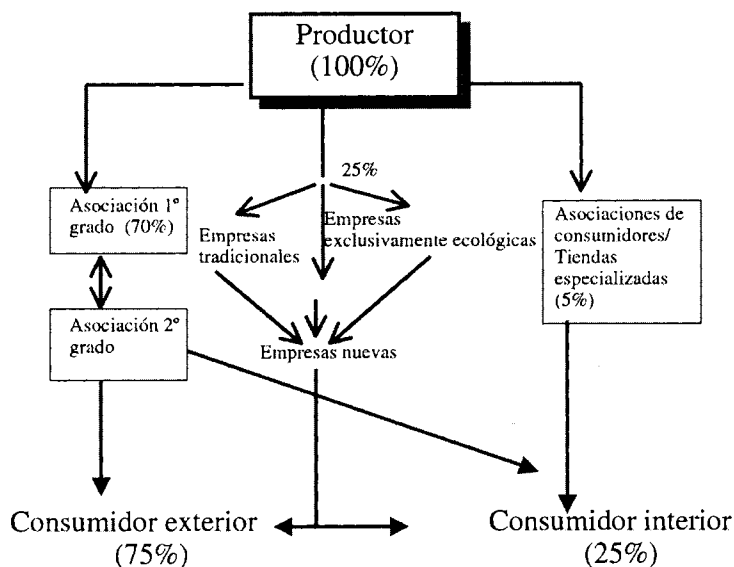 Productor
(100%)
25%
Asociación 1º
grado (70%)
Empresas
tradicionales
Empresas
exclusivamente ecológicas
Asociaciones de
consumidores/
Tiendas
especializadas
(5%)
Asociación 2º
grado
Empresas nuevas
Consumidor exterior
(75%)
Consumidor interior
(25%)